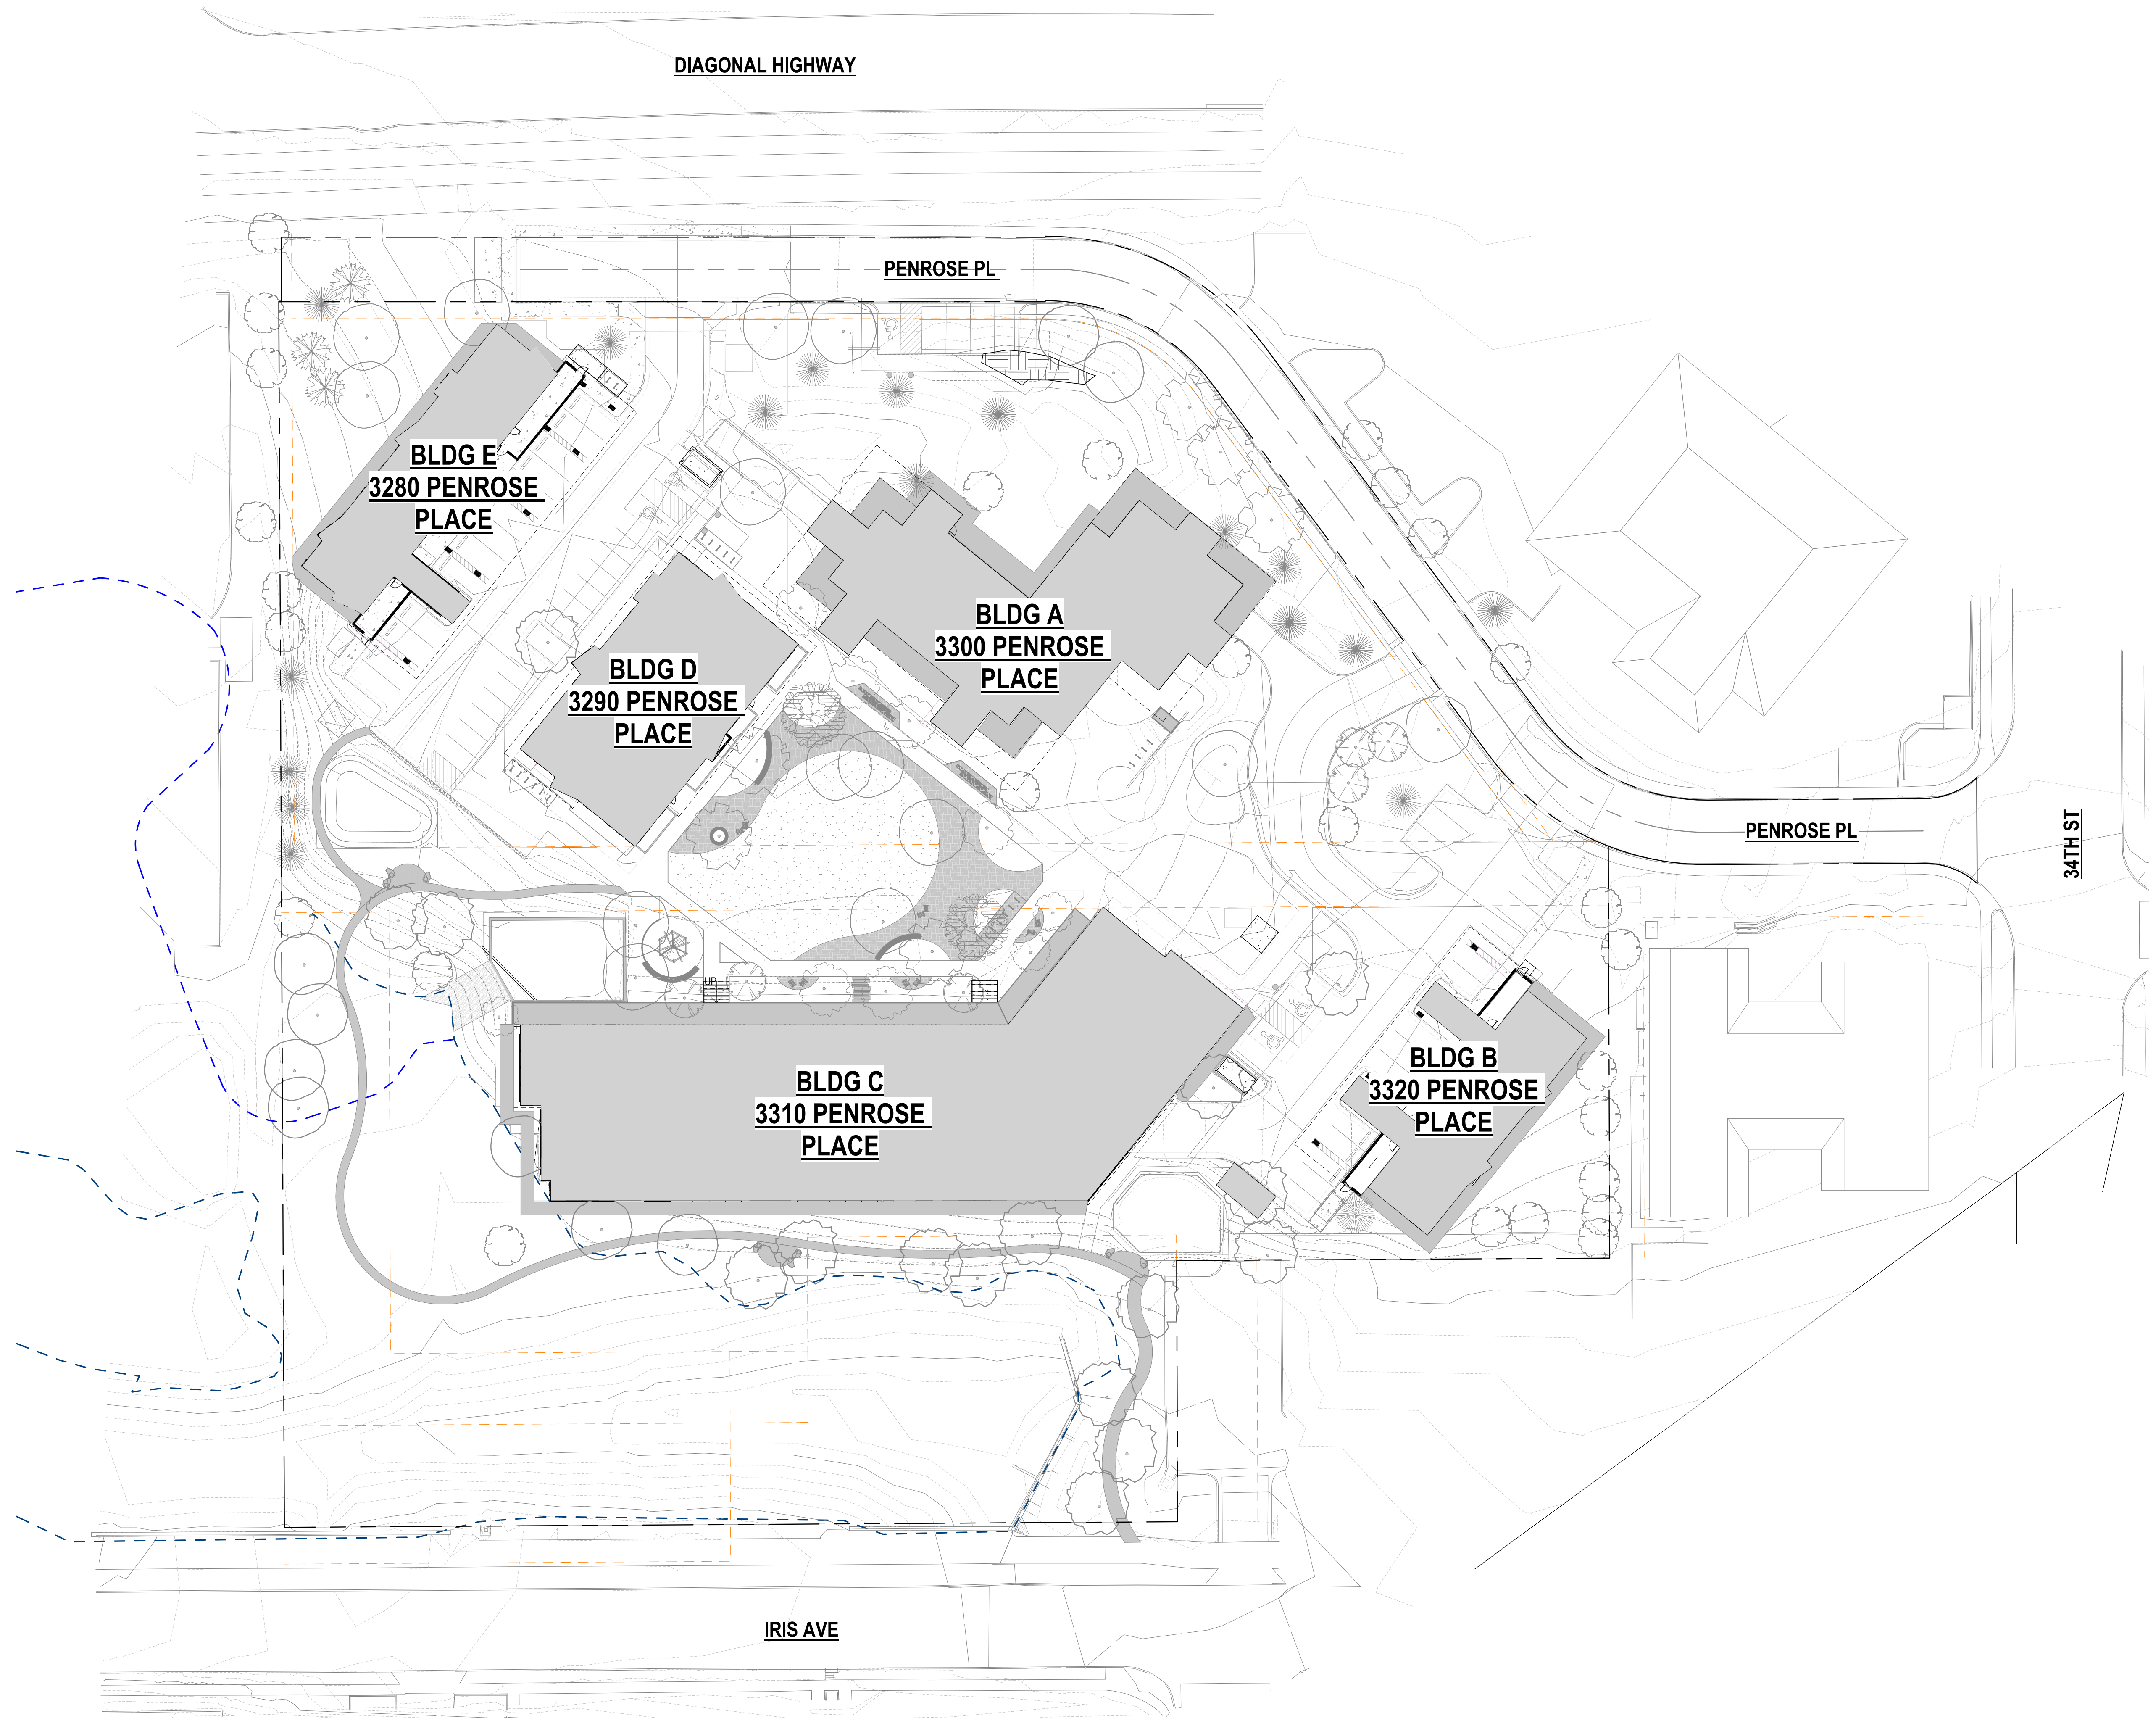 DIAGONAL HIGHWAY
PENROSE PL
BLDG E
3280 PENROSE
PLACE
BLDG A
3300 PENROSE
PLACE
BLDG D
3290 PENROSE
PLACE
PENROSE PL
34TH ST
UP
BLDG C
3310 PENROSE
PLACE
BLDG B
3320 PENROSE
PLACE
IRIS AVE